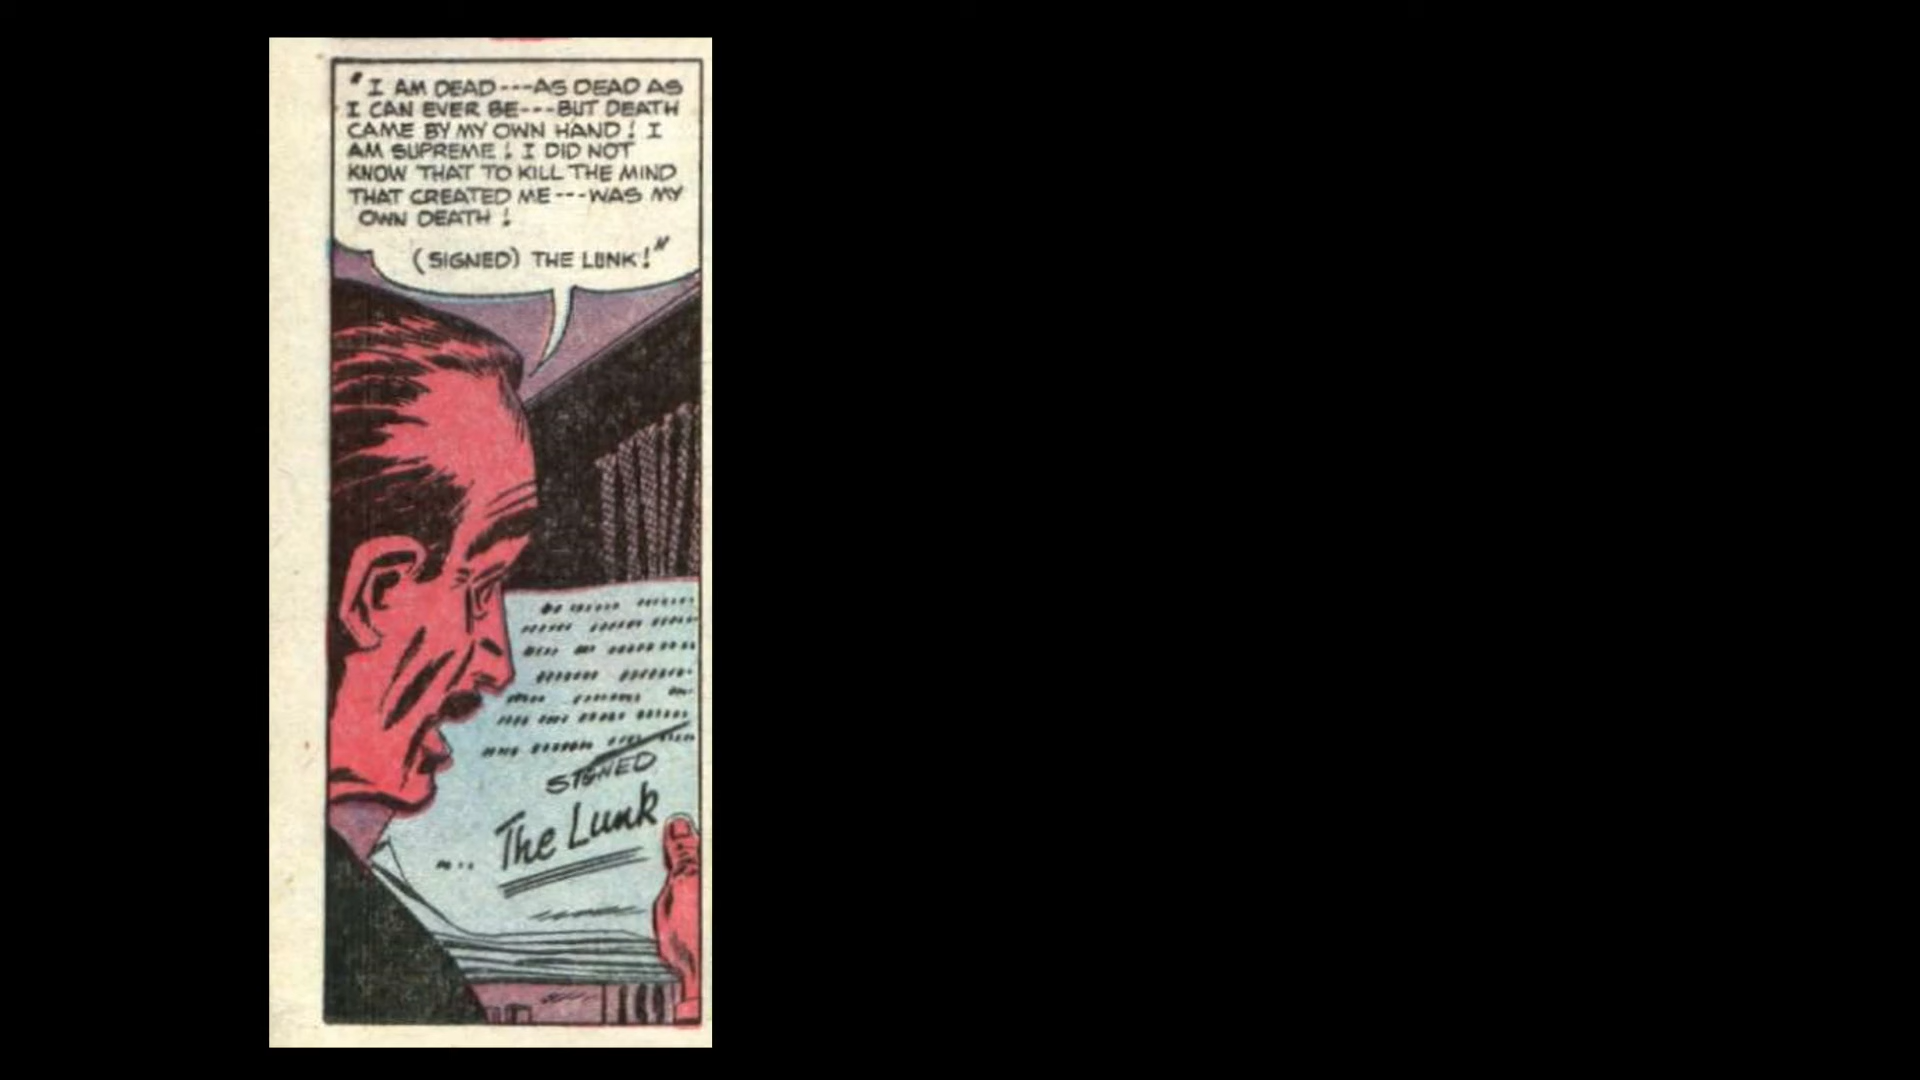 "I AM DEAD---AS DEAD AS
I CAN EVER BE---BUT DEATH
CAME BY MY OWN HAND! I
AM SUPREME! I DID NOT
KNOW THAT TO KILL THE MIND
THAT CREATED ME---WAS MY
OWN DEATH!
(SIGNED) THE LUNK!"
SIGNED
The Lunk